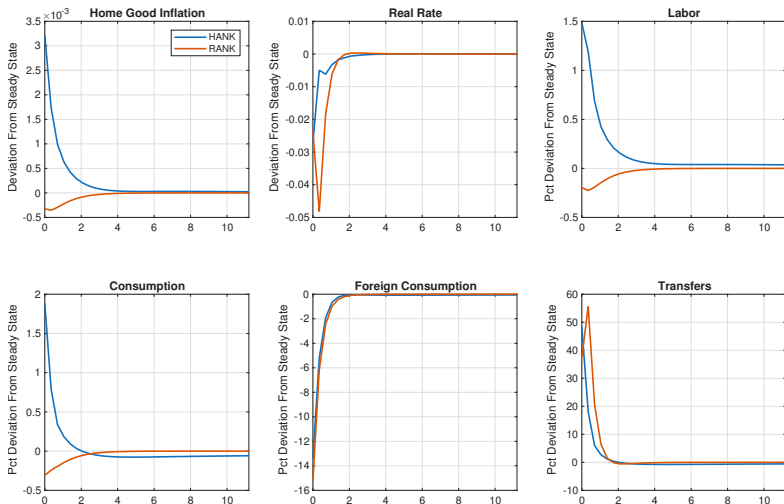 Home Good Inflation
3.5 ×10-3
3
2.5
2
1.5
1
0.5
0
-0.5
0 2 4 6 8 10
Deviation From Steady State
HANK
RANK
Real Rate
0.01
0
-0.01
-0.02
-0.03
-0.04
-0.05
0 2 4 6 8 10
Deviation From Steady State
Labor
1.5
1
0.5
0
-0.5
0 2 4 6 8 10
Pct Deviation From Steady State
Consumption
2
1.5
1
0.5
0
-0.5
0 2 4 6 8 10
Pct Deviation From Steady State
Foreign Consumption
0
-2
-4
-6
-8
-10
-12
-14
-16
0 2 4 6 8 10
Pct Deviation From Steady State
Transfers
60
50
40
30
20
10
0
-10
0 2 4 6 8 10
Pct Deviation From Steady State